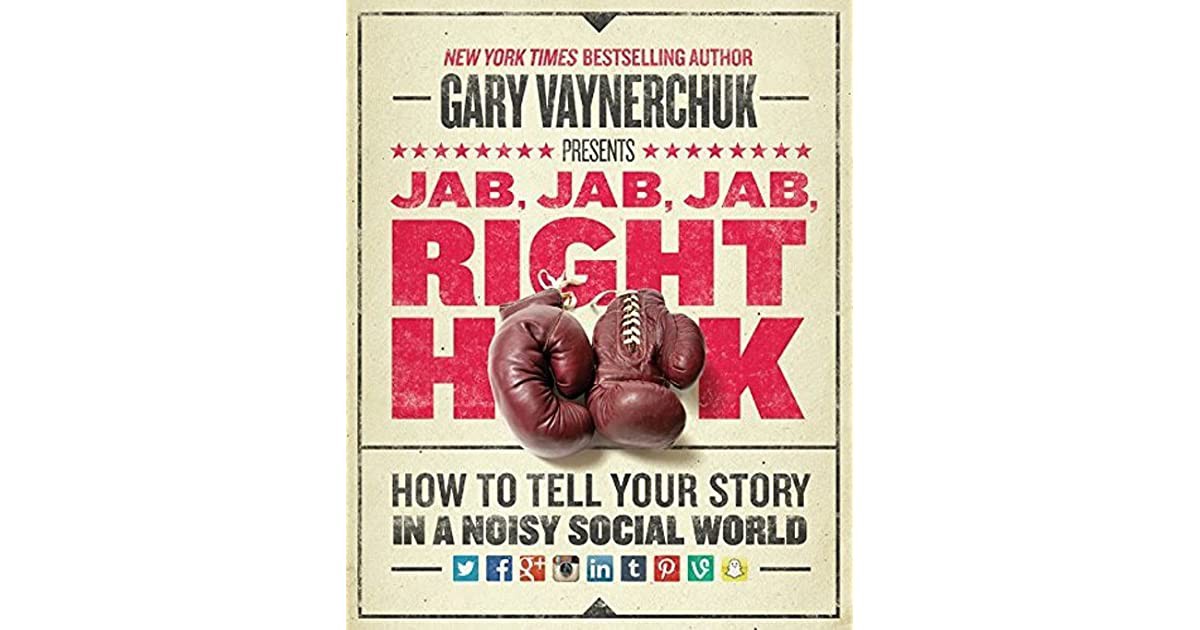 NEW YORK TIMES BESTSELLING AUTHOR
GARY VAYNERCHUK
PRESENTS
JAB, JAB, JAB,
RIGHT
HOOK
HOW TO TELL YOUR STORY
IN A NOISY SOCIAL WORLD
f g+ in t